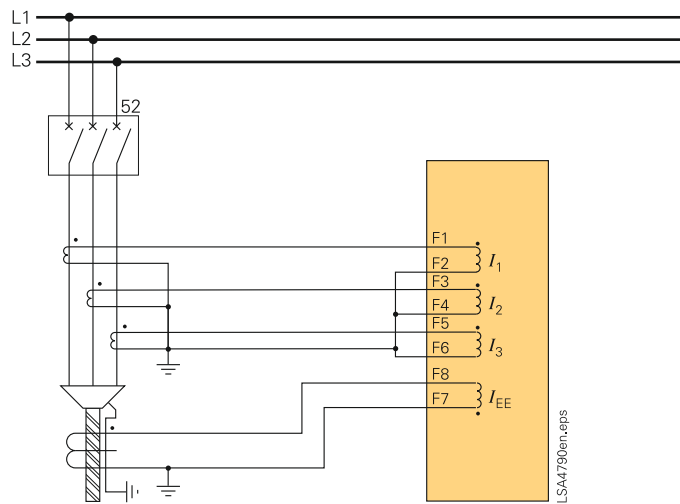 L1
L2
L3
52
F1
F2
I1
F3
F4
I2
F5
F6
I3
F8
F7
IEE
LSA4790en.eps